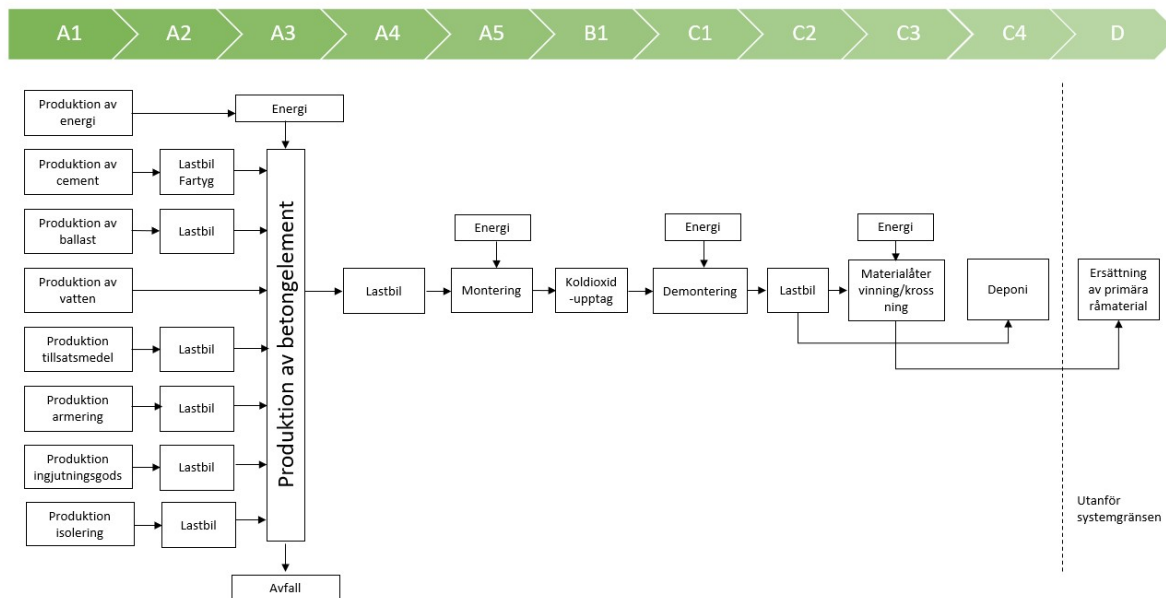 A1
A2
A3
A4
A5
B1
C1
C2
C3
C4
D
Produktion av
energi
Energi
Produktion av
cement
Lastbil
Fartyg
Produktion av
ballast
Lastbil
Produktion av
vatten
Produktion
tillsatsmedel
Lastbil
Produktion
armering
Lastbil
Produktion
ingjutningsgods
Lastbil
Produktion
isolering
Lastbil
Produktion av betongelement
Avfall
Lastbil
Energi
Montering
Koldioxid
-upptag
Energi
Demontering
Lastbil
Energi
Materialåter
vinning/kross
ning
Deponi
Ersättning
av primära
råmaterial
Utanför
systemgränsen